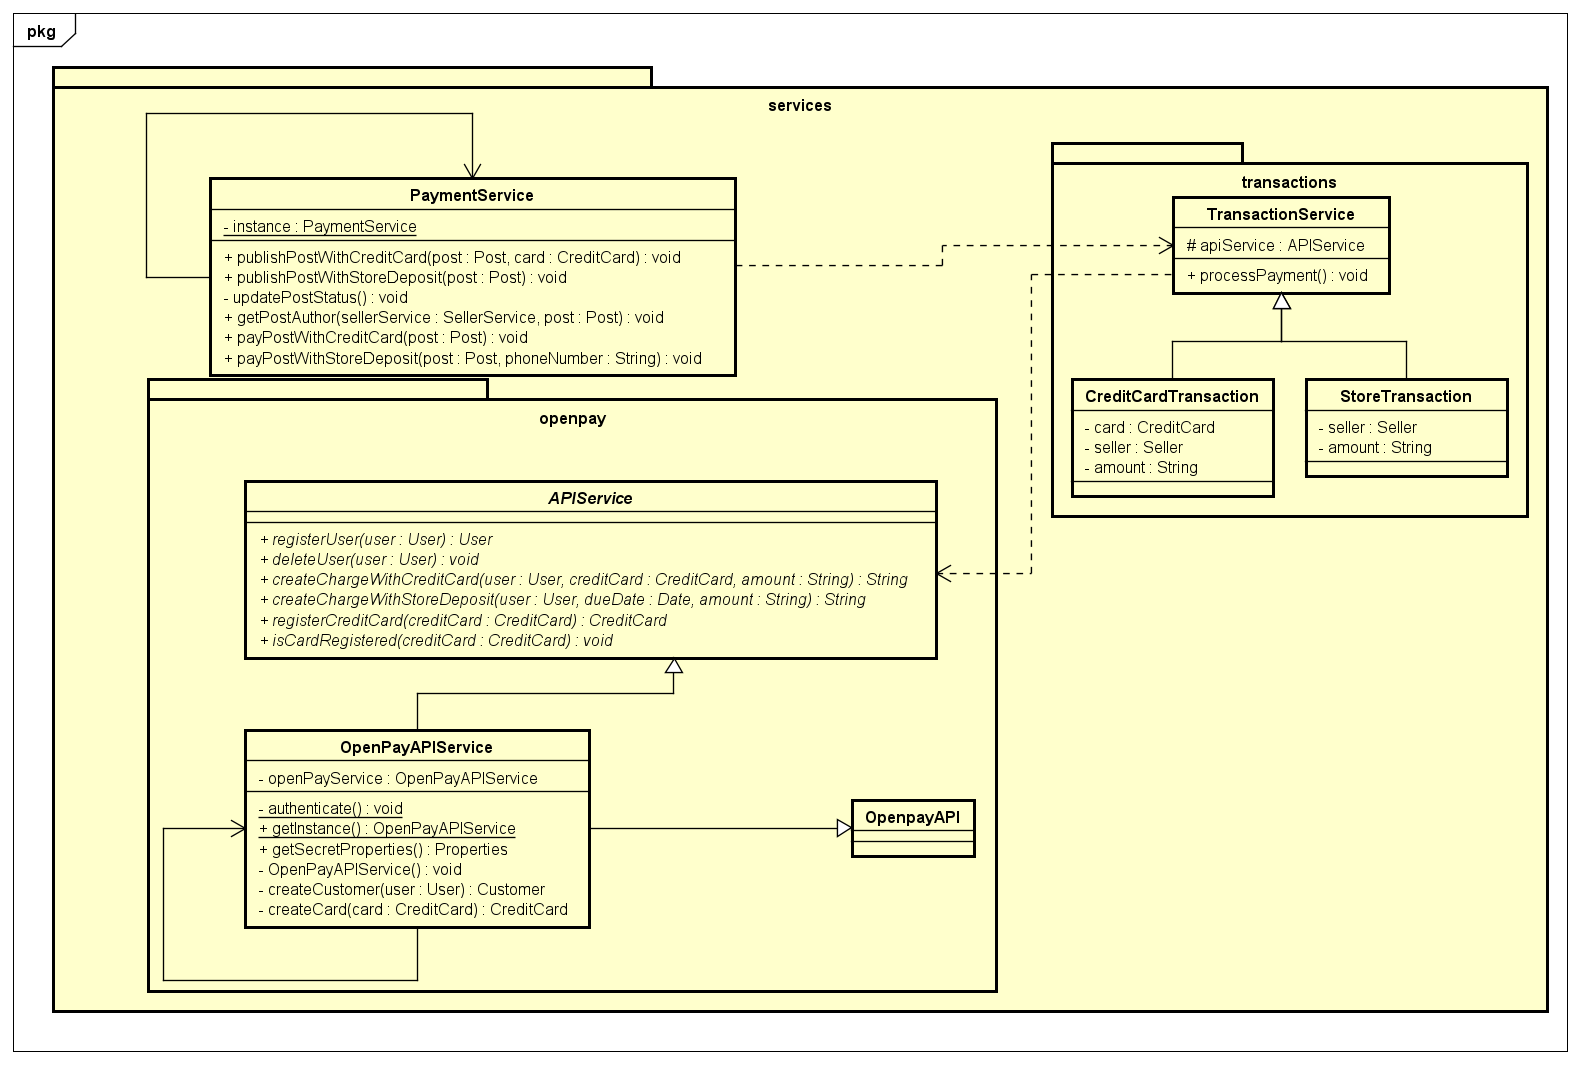 pkg
services
PaymentService
- instance : PaymentService
+ publishPostWithCreditCard(post : Post, card : CreditCard) : void
+ publishPostWithStoreDeposit(post : Post) : void
- updatePostStatus() : void
+ getPostAuthor(sellerService : SellerService, post : Post) : void
+ payPostWithCreditCard(post : Post) : void
+ payPostWithStoreDeposit(post : Post, phoneNumber : String) : void
transactions
TransactionService
# apiService : APIService
+ processPayment() : void
CreditCardTransaction
- card : CreditCard
- seller : Seller
- amount : String
StoreTransaction
- seller : Seller
- amount : String
openpay
APIService
+ registerUser(user : User) : User
+ deleteUser(user : User) : void
+ createChargeWithCreditCard(user : User, creditCard : CreditCard, amount : String) : String
+ createChargeWithStoreDeposit(user : User, dueDate : Date, amount : String) : String
+ registerCreditCard(creditCard : CreditCard) : CreditCard
+ isCardRegistered(creditCard : CreditCard) : void
OpenPayAPIService
- openPayService : OpenPayAPIService
- authenticate() : void
+ getInstance() : OpenPayAPIService
+ getSecretProperties() : Properties
- OpenPayAPIService() : void
- createCustomer(user : User) : Customer
- createCard(card : CreditCard) : CreditCard
OpenpayAPI